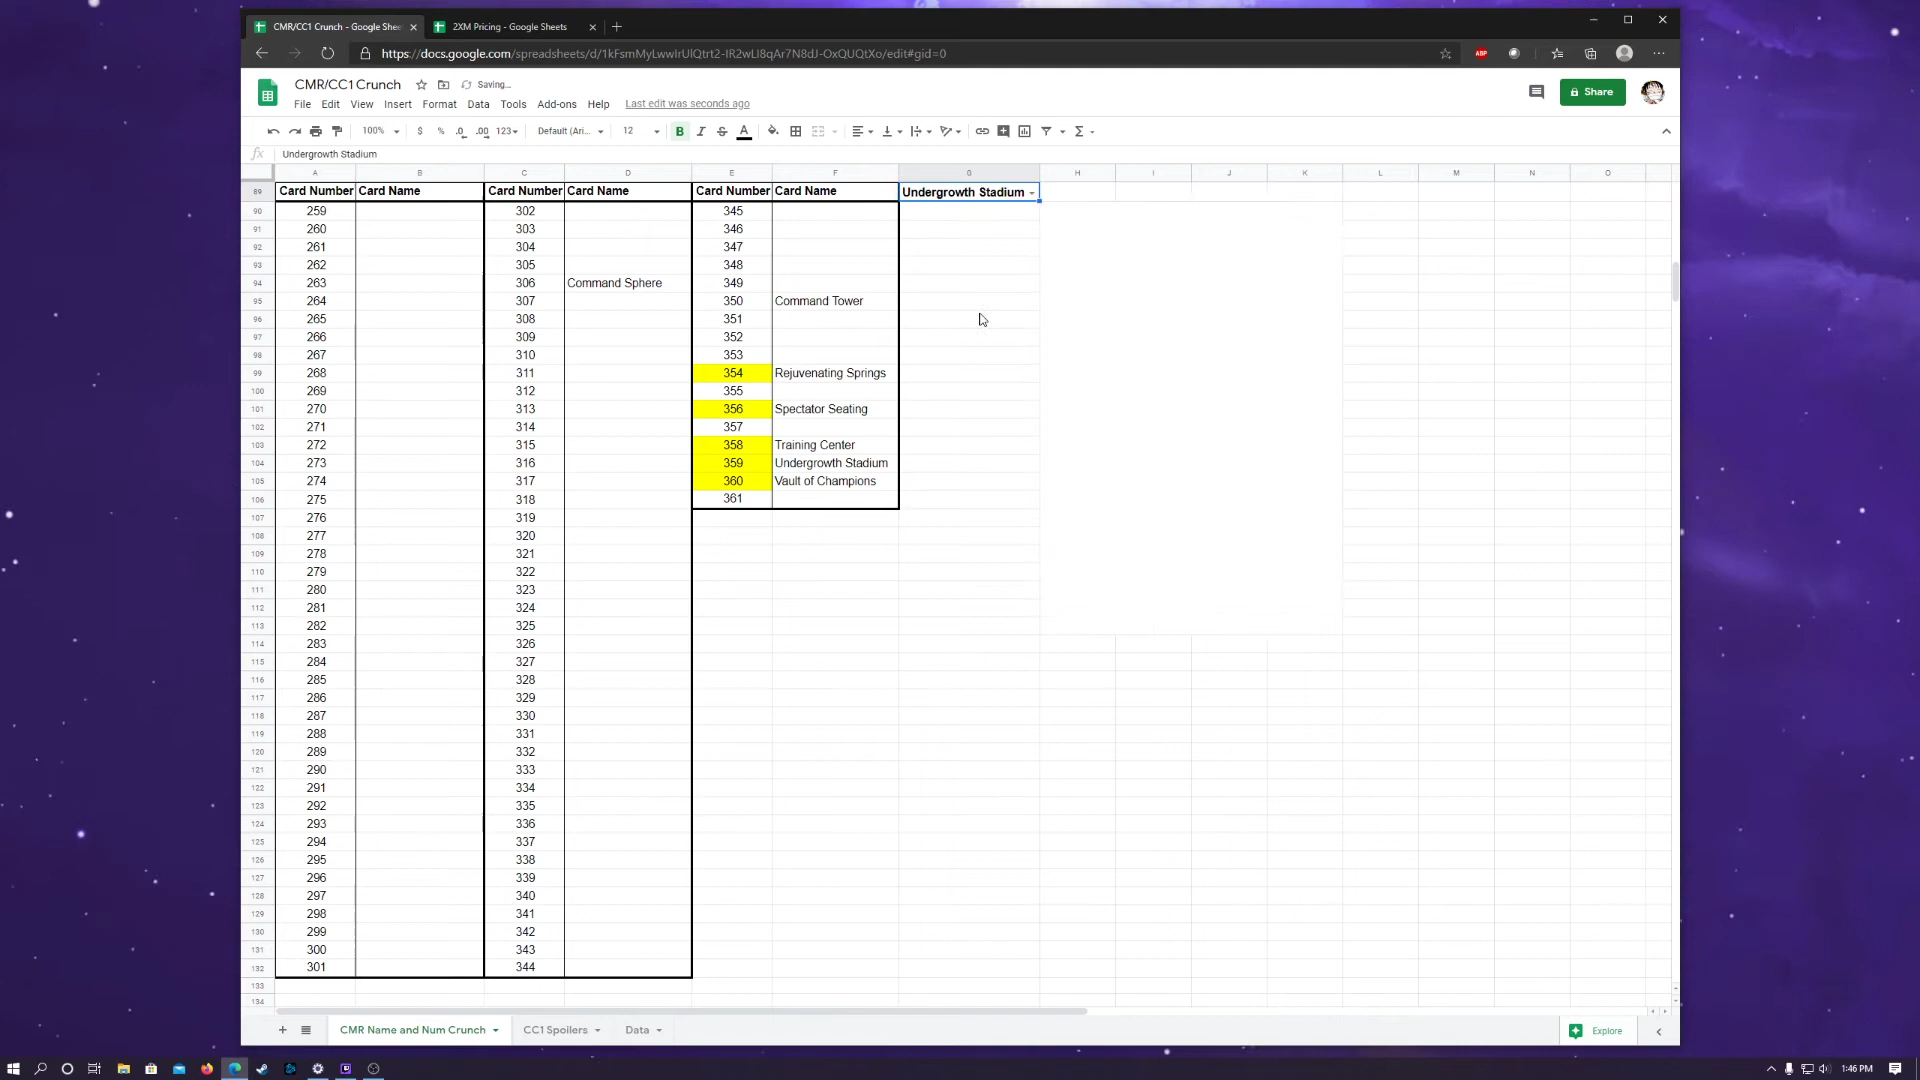 CMR/CC1 Crunch - Google Shee
2XM Pricing - Google Sheets
https://docs.google.com/spreadsheets/d/1kFsmMyLwwIrUlQtrt2-IR2wLI8qAr7N8dJ-OxQUQtXo/edit#gid=0
ABP
CMR/CC1 Crunch
Saving...
File Edit View Insert Format Data Tools Add-ons Help Last edit was seconds ago
Share
100% $ % .0 .00 123 Default (Ari... 12 B I S A
fx Undergrowth Stadium
A B C D E F G H I J K L M N O
89 Card Number Card Name Card Number Card Name Card Number Card Name Undergrowth Stadium
90 259 302 345
91 260 303 346
92 261 304 347
93 262 305 348
94 263 306 Command Sphere 349
95 264 307 350 Command Tower
96 265 308 351
97 266 309 352
98 267 310 353
99 268 311 354 Rejuvenating Springs
100 269 312 355
101 270 313 356 Spectator Seating
102 271 314 357
103 272 315 358 Training Center
104 273 316 359 Undergrowth Stadium
105 274 317 360 Vault of Champions
106 275 318 361
107 276 319
108 277 320
109 278 321
110 279 322
111 280 323
112 281 324
113 282 325
114 283 326
115 284 327
116 285 328
117 286 329
118 287 330
119 288 331
120 289 332
121 290 333
122 291 334
123 292 335
124 293 336
125 294 337
126 295 338
127 296 339
128 297 340
129 298 341
130 299 342
131 300 343
132 301 344
133
134
CMR Name and Num Crunch CC1 Spoilers Data
Explore
1:46 PM